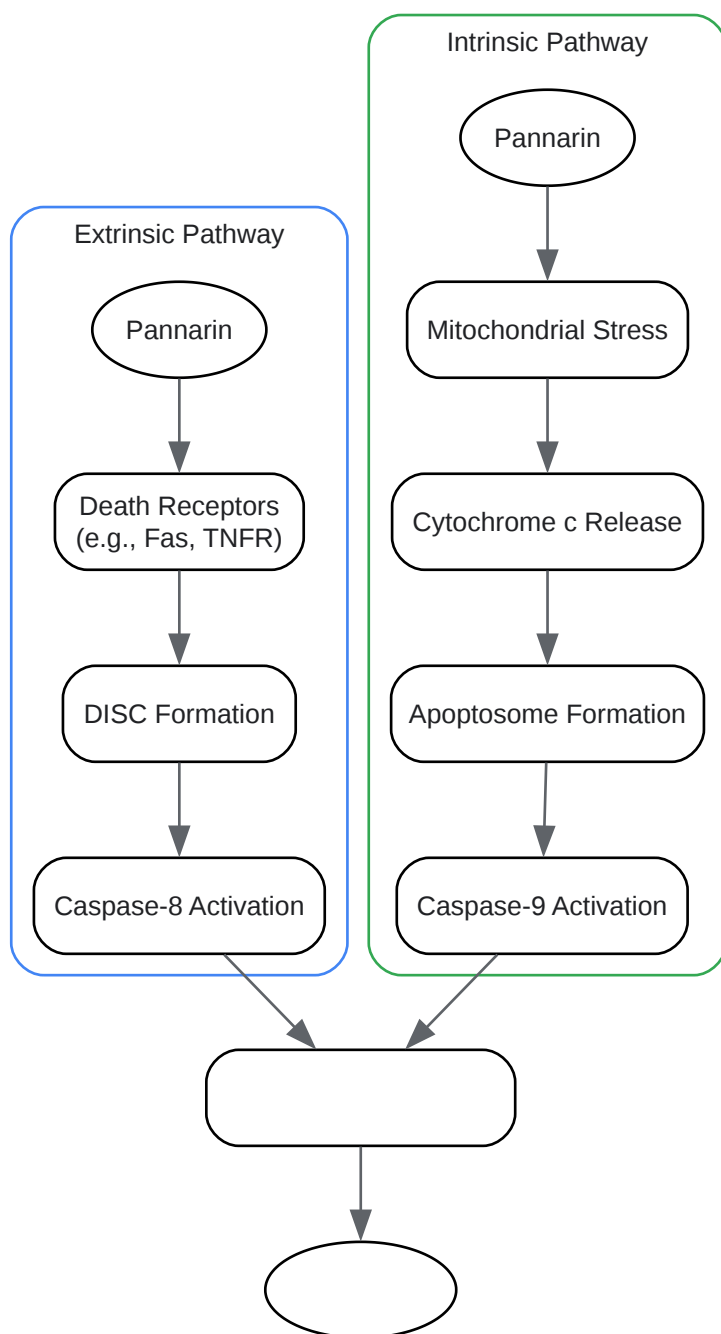 Extrinsic Pathway
Pannarin
Death Receptors
(e.g., Fas, TNFR)
DISC Formation
Caspase-8 Activation
Intrinsic Pathway
Pannarin
Mitochondrial Stress
Cytochrome c Release
Apoptosome Formation
Caspase-9 Activation